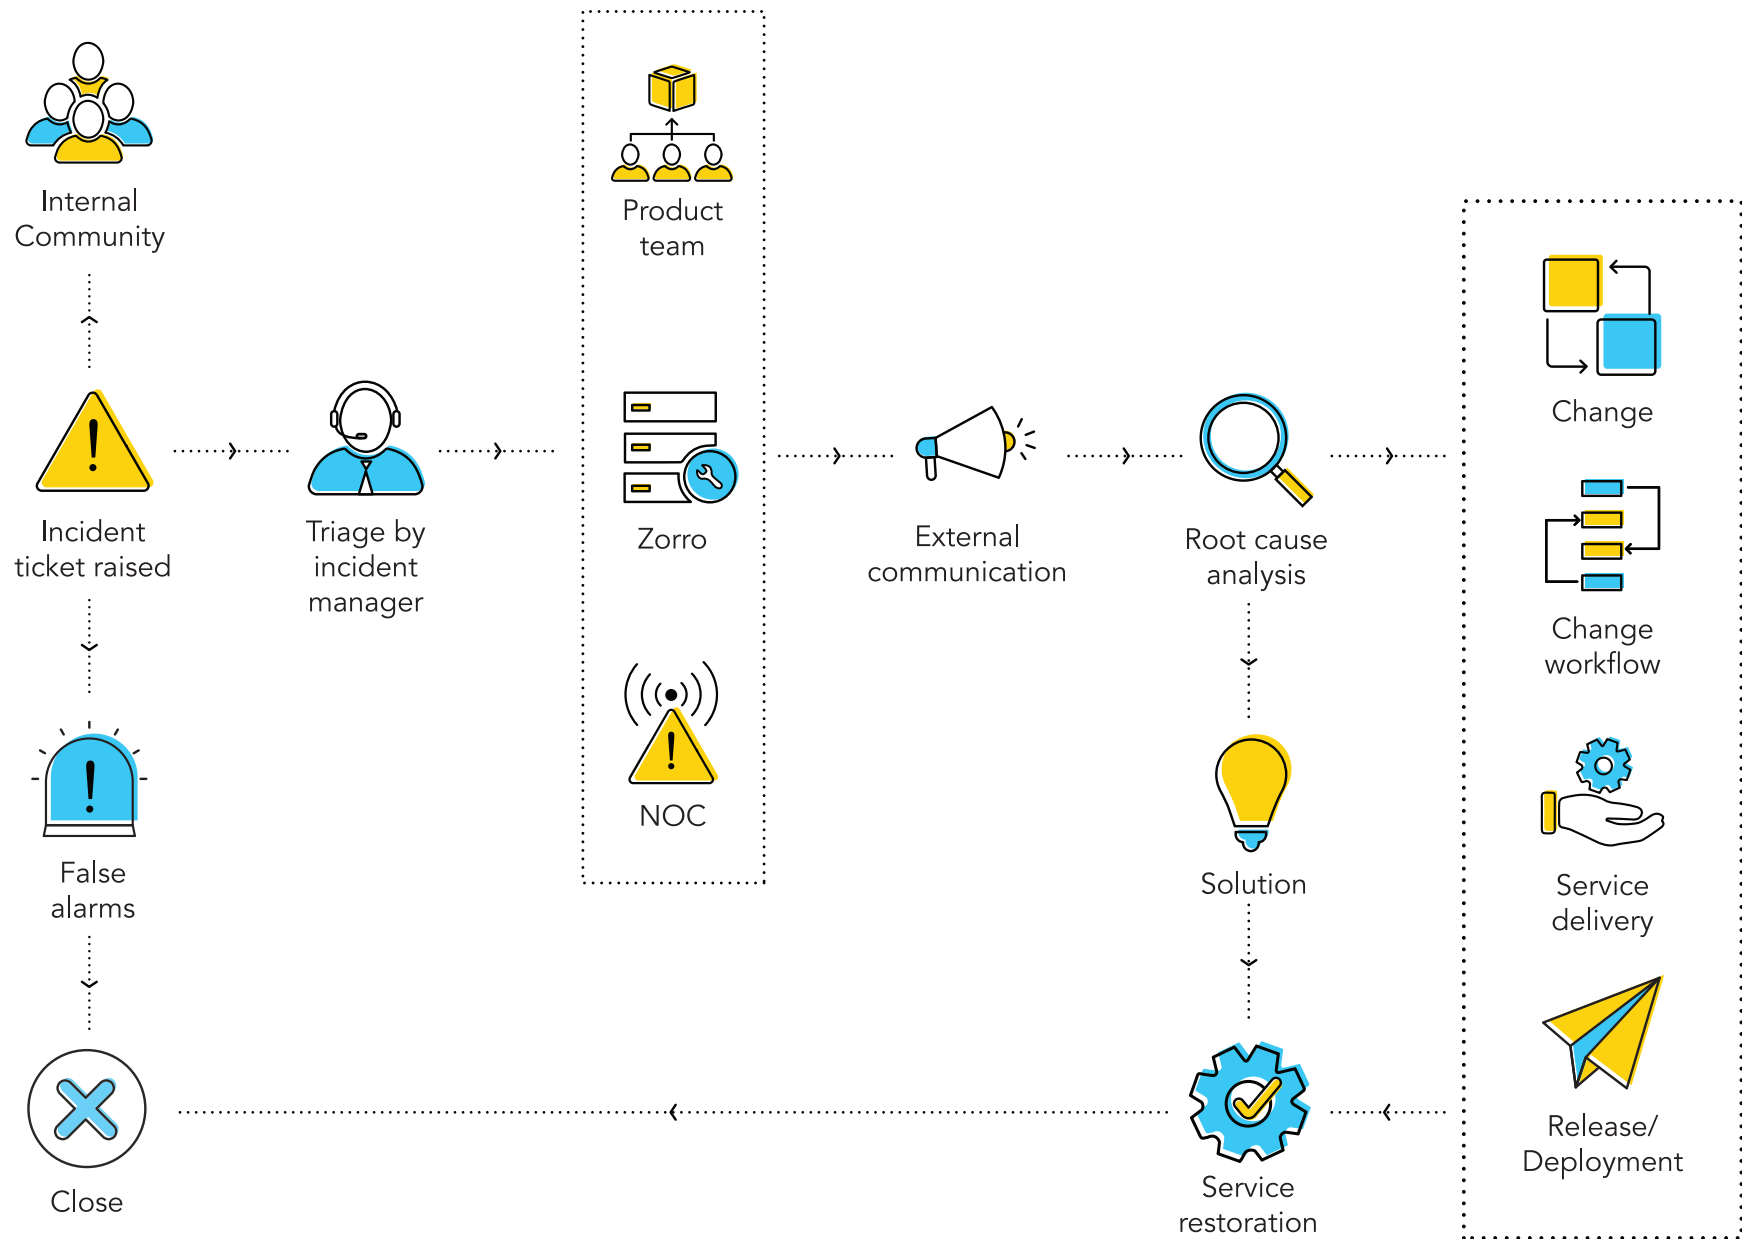 Internal
Community
Product
team
Change
Incident
ticket raised
Triage by
incident
manager
Zorro
External
communication
Root cause
analysis
Change
workflow
NOC
False
alarms
Solution
Service
delivery
Release/
Deployment
Close
Service
restoration